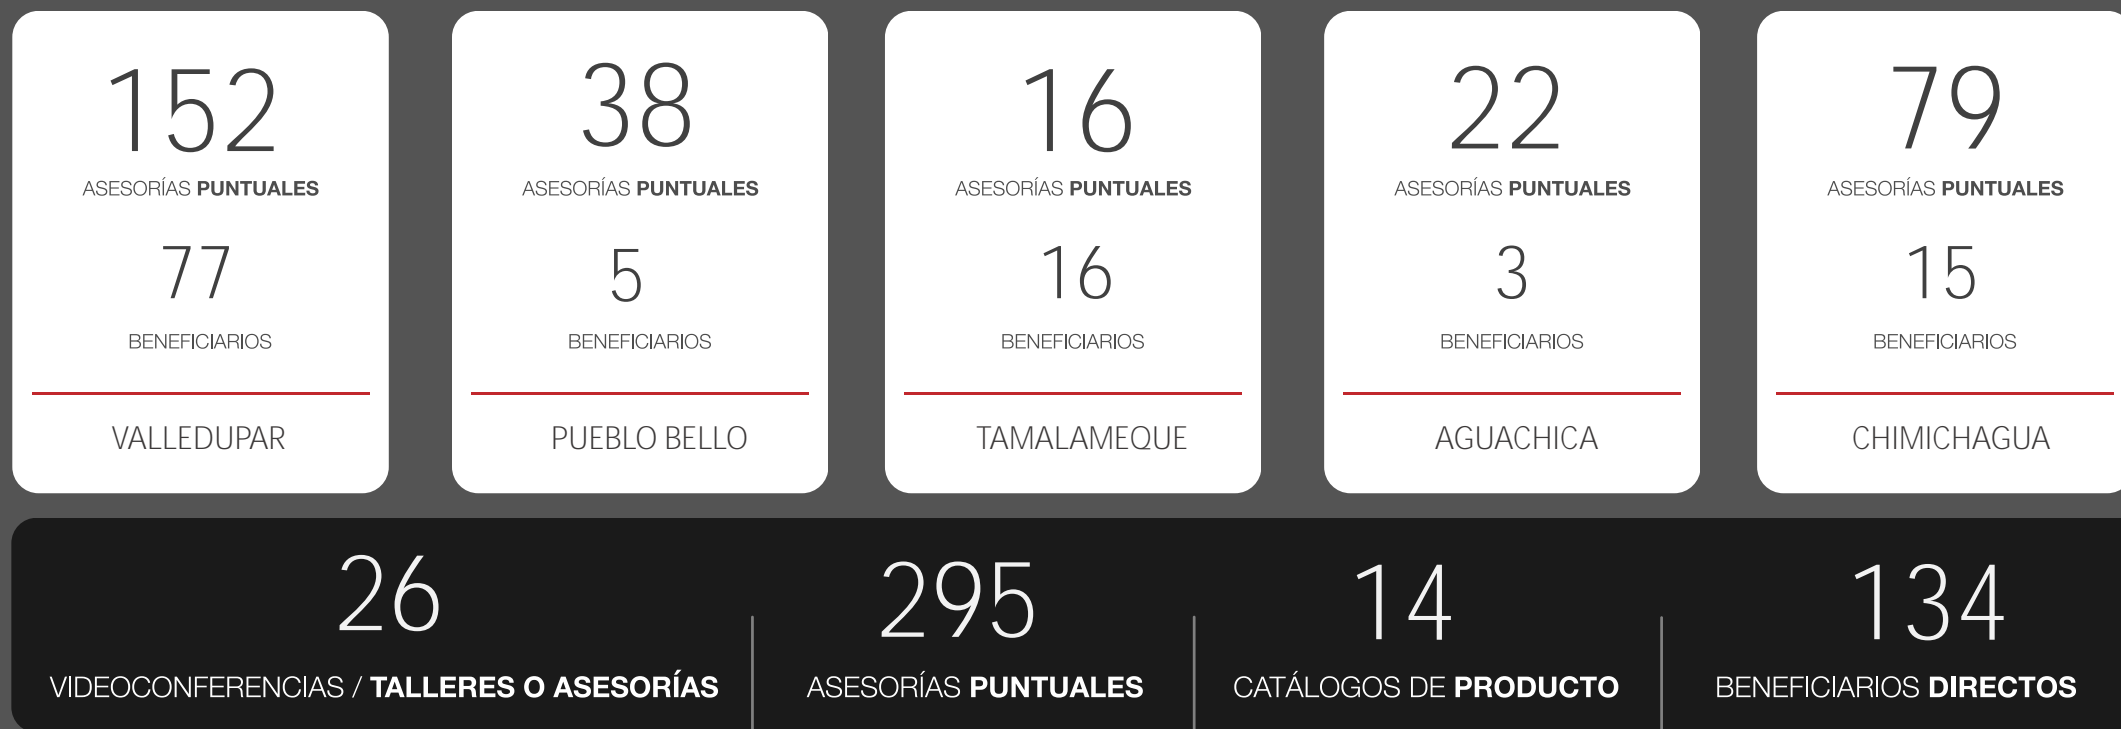 152
ASESORÍAS PUNTUALES
77
BENEFICIARIOS
VALLEDUPAR
38
ASESORÍAS PUNTUALES
5
BENEFICIARIOS
PUEBLO BELLO
16
ASESORÍAS PUNTUALES
16
BENEFICIARIOS
TAMALAMEQUE
22
ASESORÍAS PUNTUALES
3
BENEFICIARIOS
AGUACHICA
79
ASESORÍAS PUNTUALES
15
BENEFICIARIOS
CHIMICHAGUA
26
VIDEOCONFERENCIAS / TALLERES O ASESORÍAS
295
ASESORÍAS PUNTUALES
14
CATÁLOGOS DE PRODUCTO
134
BENEFICIARIOS DIRECTOS